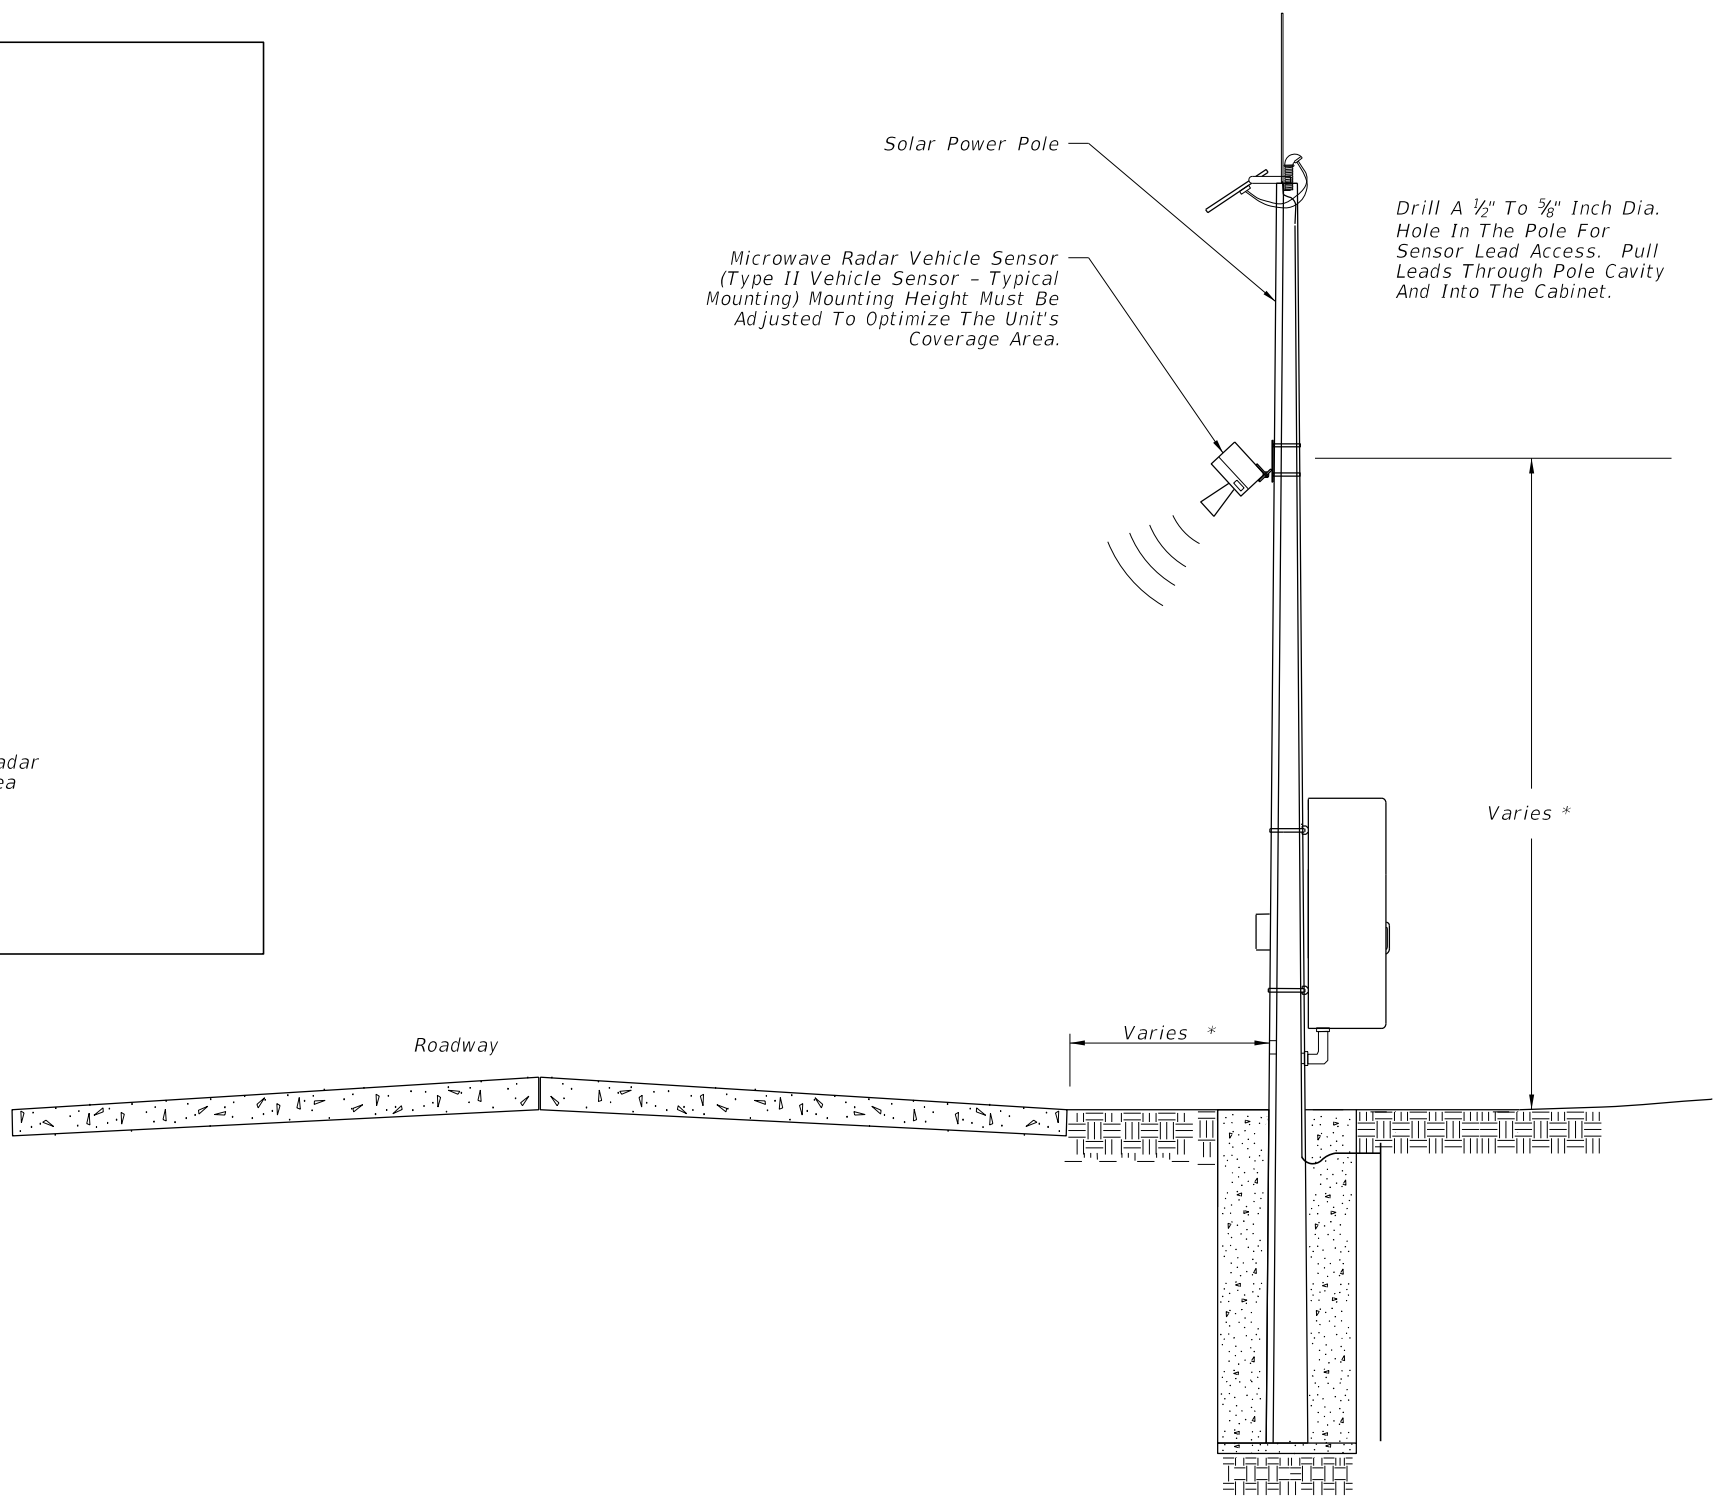 Solar Power Pole
Drill A ½" To ⅝" Inch Dia.
Hole In The Pole For
Sensor Lead Access. Pull
Leads Through Pole Cavity
And Into The Cabinet.
Microwave Radar Vehicle Sensor
(Type II Vehicle Sensor – Typical
Mounting) Mounting Height Must Be
Adjusted To Optimize The Unit's
Coverage Area.
adar
ea
Varies *
Varies *
Roadway